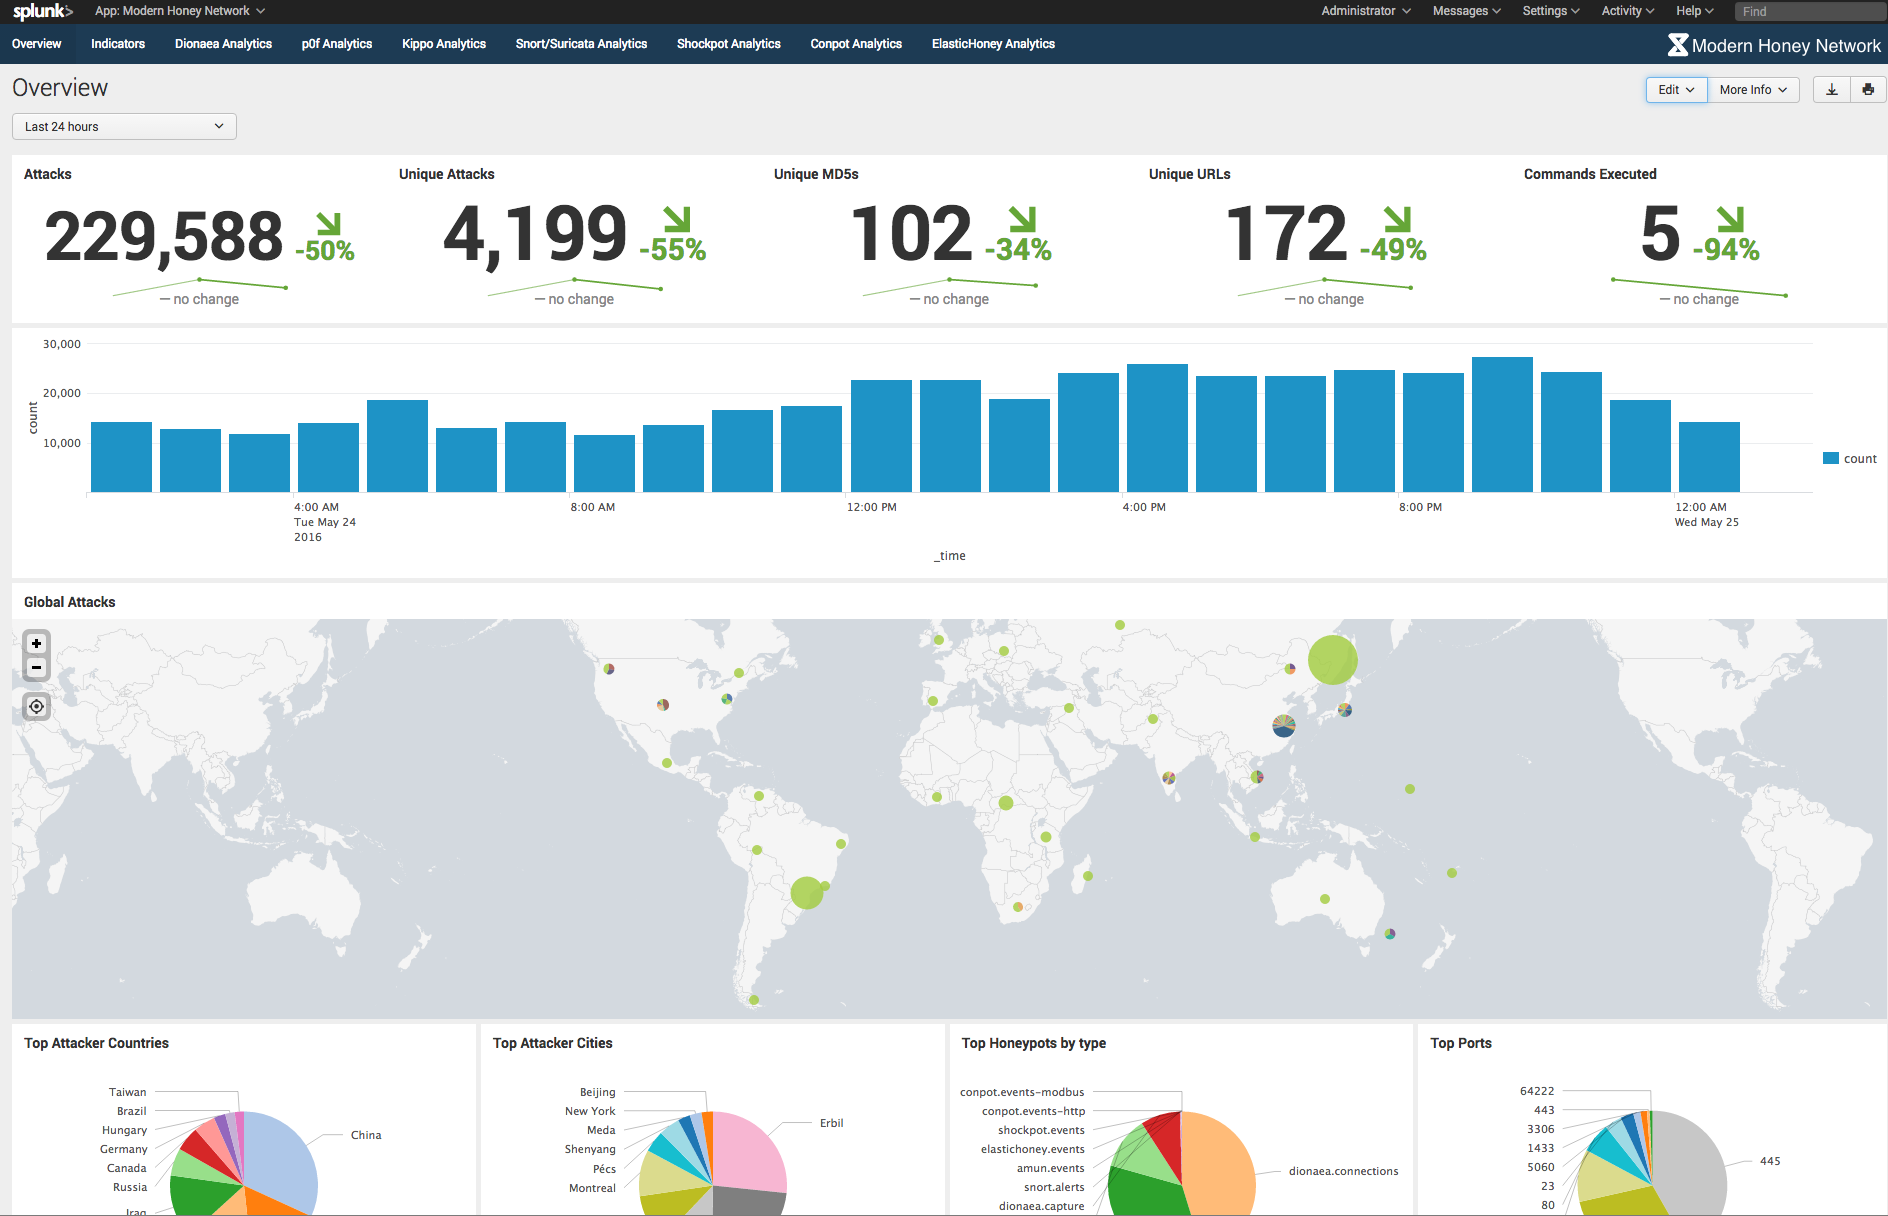 splunk> App: Modern Honey Network Administrator Messages Settings Activity Help Find
Overview Indicators Dionaea Analytics p0f Analytics Kippo Analytics Snort/Suricata Analytics Shockpot Analytics Conpot Analytics ElasticHoney Analytics Modern Honey Network
Overview
Edit More Info
Last 24 hours
Attacks Unique Attacks Unique MD5s Unique URLs Commands Executed
229,588 -50% 4,199 -55% 102 -34% 172 -49% 5 -94%
— no change — no change — no change — no change — no change
30,000
20,000
10,000
count
count
4:00 AM 8:00 AM 12:00 PM 4:00 PM 8:00 PM 12:00 AM
Tue May 24 Wed May 25
2016
_time
Global Attacks
+
−
Top Attacker Countries
Taiwan
Brazil
Hungary
Germany
Canada
Russia
Iraq
China
Top Attacker Cities
Beijing
New York
Meda
Shenyang
Pécs
Montreal
Erbil
Top Honeypots by type
conpot.events-modbus
conpot.events-http
shockpot.events
elastichoney.events
amun.events
snort.alerts
dionaea.capture
dionaea.connections
Top Ports
64222
443
3306
1433
5060
23
80
445